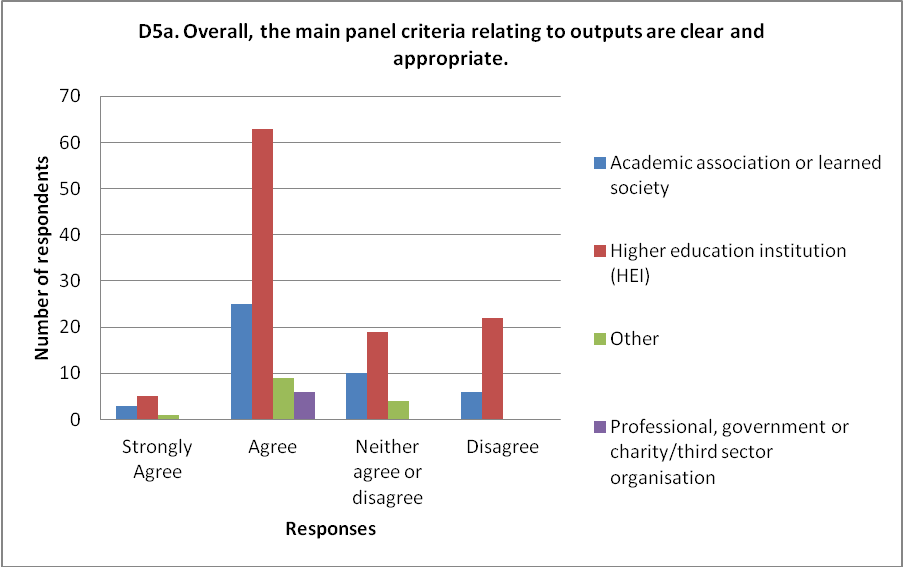 D5a. Overall, the main panel criteria relating to outputs are clear and
appropriate.
70
60
50
40
30
20
10
0
Number of respondents
Strongly
Agree
Agree
Neither
agree or
disagree
Disagree
Responses
Academic association or learned
society
Higher education institution
(HEI)
Other
Professional, government or
charity/third sector
organisation